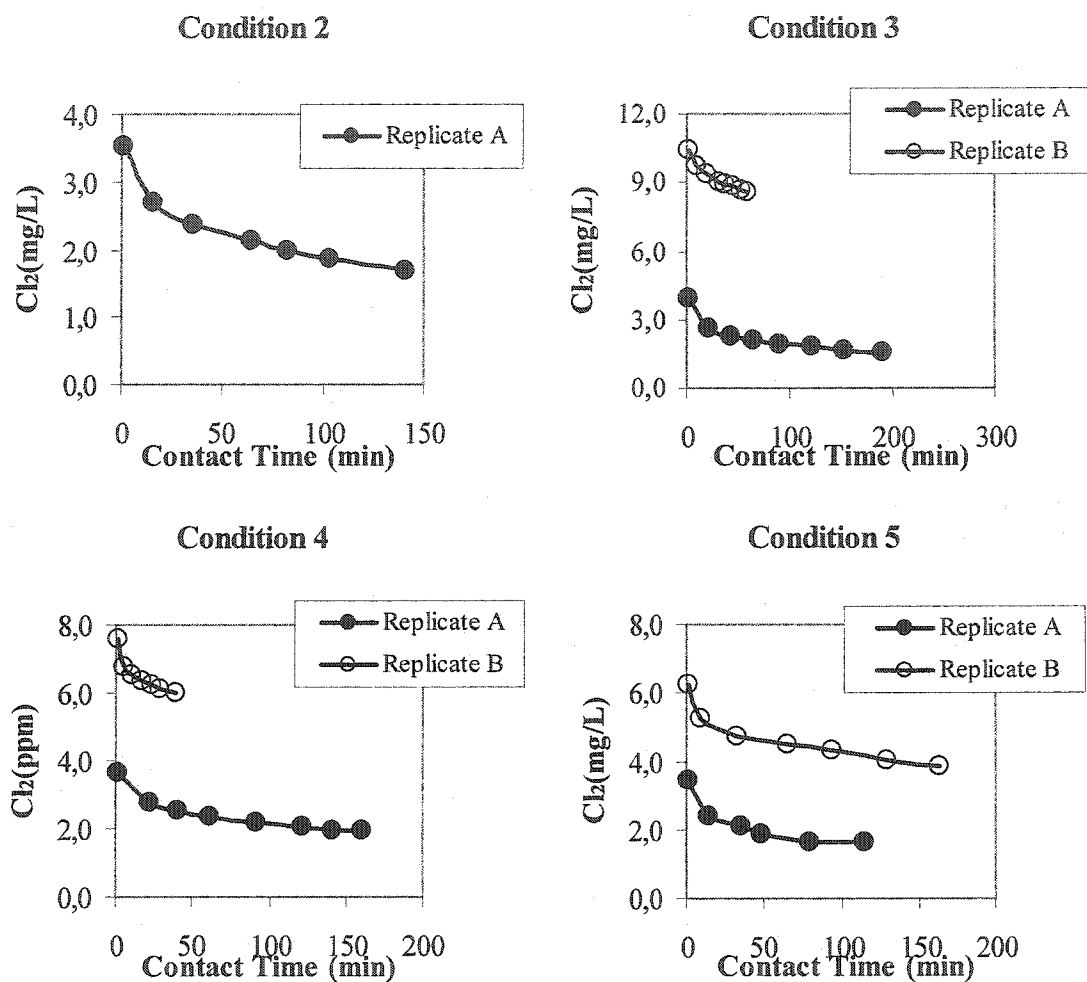 Condition 2
4,0
3,0
2,0
1,0
0,0
Cl₂(mg/L)
Replicate A
0
50
100
150
Contact Time (min)
Condition 3
12,0
9,0
6,0
3,0
0,0
Cl₂(mg/L)
Replicate A
Replicate B
0
100
200
300
Contact Time (min)
Condition 4
8,0
6,0
4,0
2,0
0,0
Cl₂(ppm)
Replicate A
Replicate B
0
50
100
150
200
Contact Time (min)
Condition 5
8,0
6,0
4,0
2,0
0,0
Cl₂(mg/L)
Replicate A
Replicate B
0
50
100
150
200
Contact Time (min)